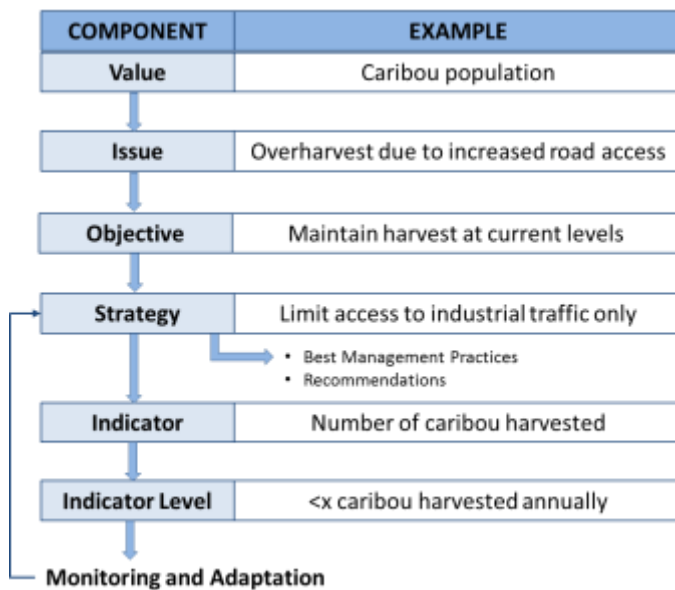 COMPONENT EXAMPLE
Value Caribou population
Issue Overharvest due to increased road access
Objective Maintain harvest at current levels
Strategy Limit access to industrial traffic only
• Best Management Practices
• Recommendations
Indicator Number of caribou harvested
Indicator Level <x caribou harvested annually
Monitoring and Adaptation